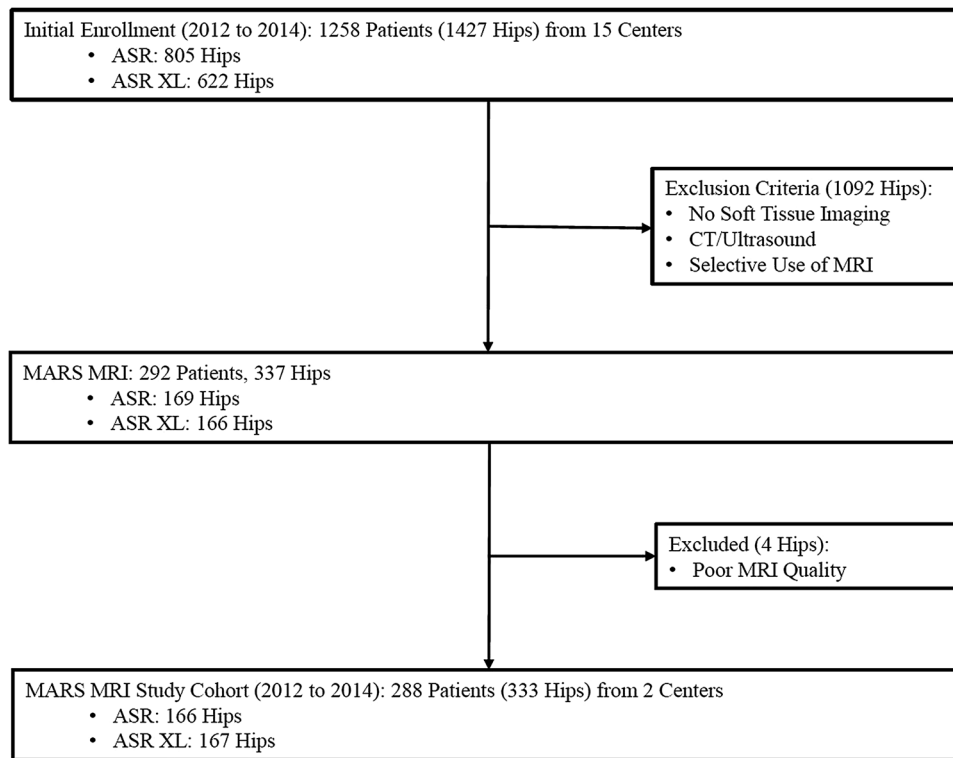 Initial Enrollment (2012 to 2014): 1258 Patients (1427 Hips) from 15 Centers
• ASR: 805 Hips
• ASR XL: 622 Hips
Exclusion Criteria (1092 Hips):
• No Soft Tissue Imaging
• CT/Ultrasound
• Selective Use of MRI
MARS MRI: 292 Patients, 337 Hips
• ASR: 169 Hips
• ASR XL: 166 Hips
Excluded (4 Hips):
• Poor MRI Quality
MARS MRI Study Cohort (2012 to 2014): 288 Patients (333 Hips) from 2 Centers
• ASR: 166 Hips
• ASR XL: 167 Hips